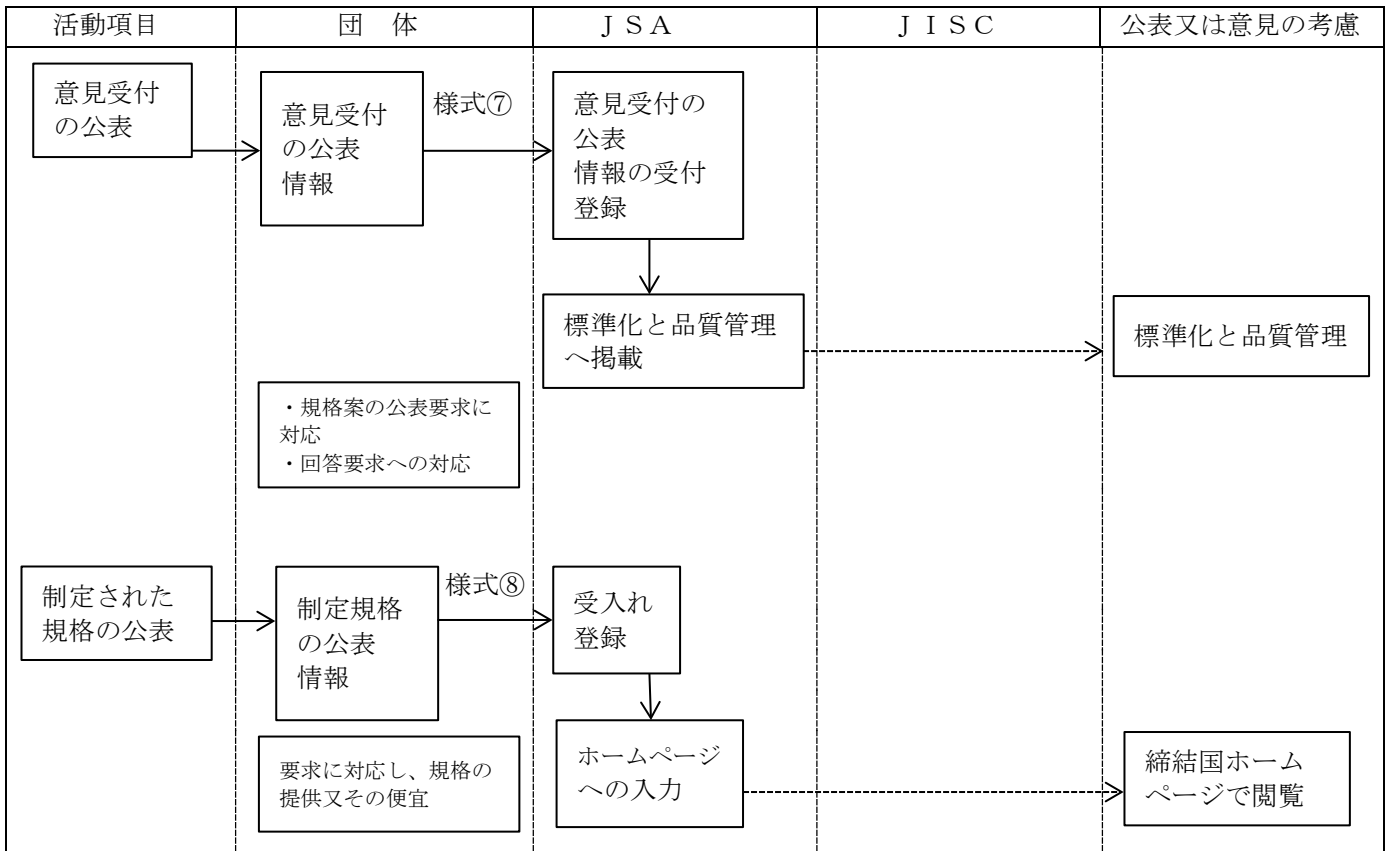 活動項目
団　体
ＪＳＡ
ＪＩＳＣ
公表又は意見の考慮
意見受付
の公表
意見受付
の公表
情報
様式⑦
意見受付の
公表
情報の受付
登録
標準化と品質管理
へ掲載
標準化と品質管理
・規格案の公表要求に
対応
・回答要求への対応
制定された
規格の公表
制定規格
の公表
情報
様式⑧
受入れ
登録
ホームページ
への入力
要求に対応し、規格の
提供又その便宜
締結国ホーム
ページで閲覧